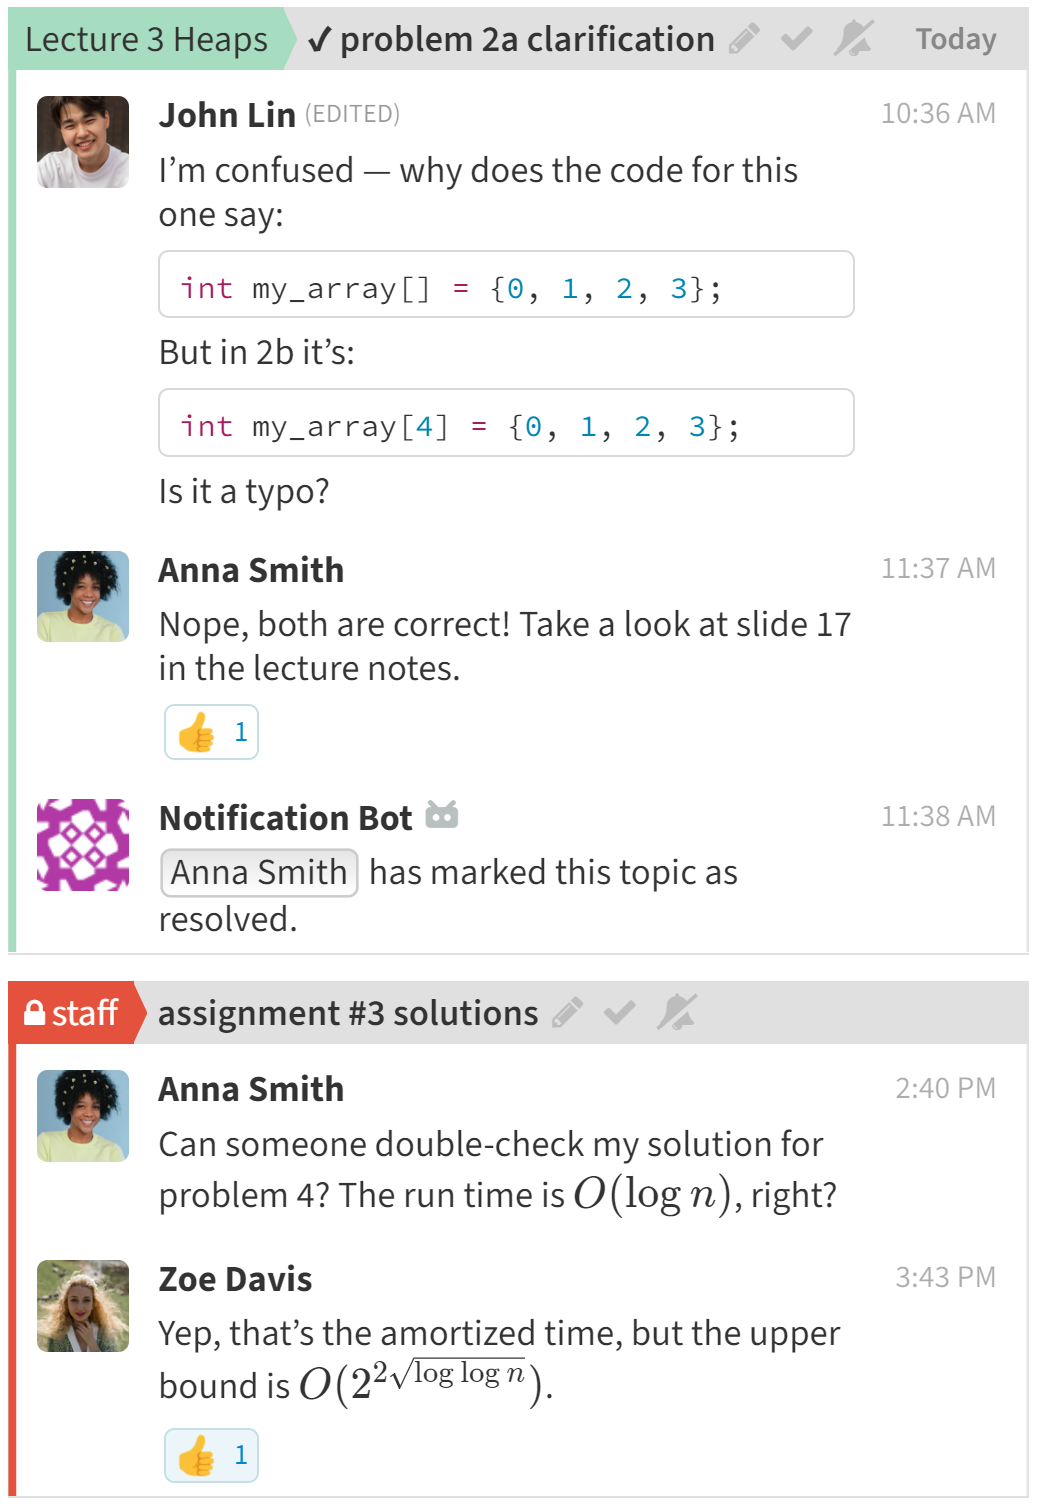 Lecture 3 Heaps ✔ problem 2a clarification Today
John Lin (EDITED) 10:36 AM
I’m confused — why does the code for this
one say:
int my_array[] = {0, 1, 2, 3};
But in 2b it’s:
int my_array[4] = {0, 1, 2, 3};
Is it a typo?
Anna Smith 11:37 AM
Nope, both are correct! Take a look at slide 17
in the lecture notes.
👍 1
Notification Bot 11:38 AM
Anna Smith has marked this topic as
resolved.
staff assignment #3 solutions
Anna Smith 2:40 PM
Can someone double-check my solution for
problem 4? The run time is O(log n), right?
Zoe Davis 3:43 PM
Yep, that’s the amortized time, but the upper
bound is O(2^{2√(log log n)}).
👍 1